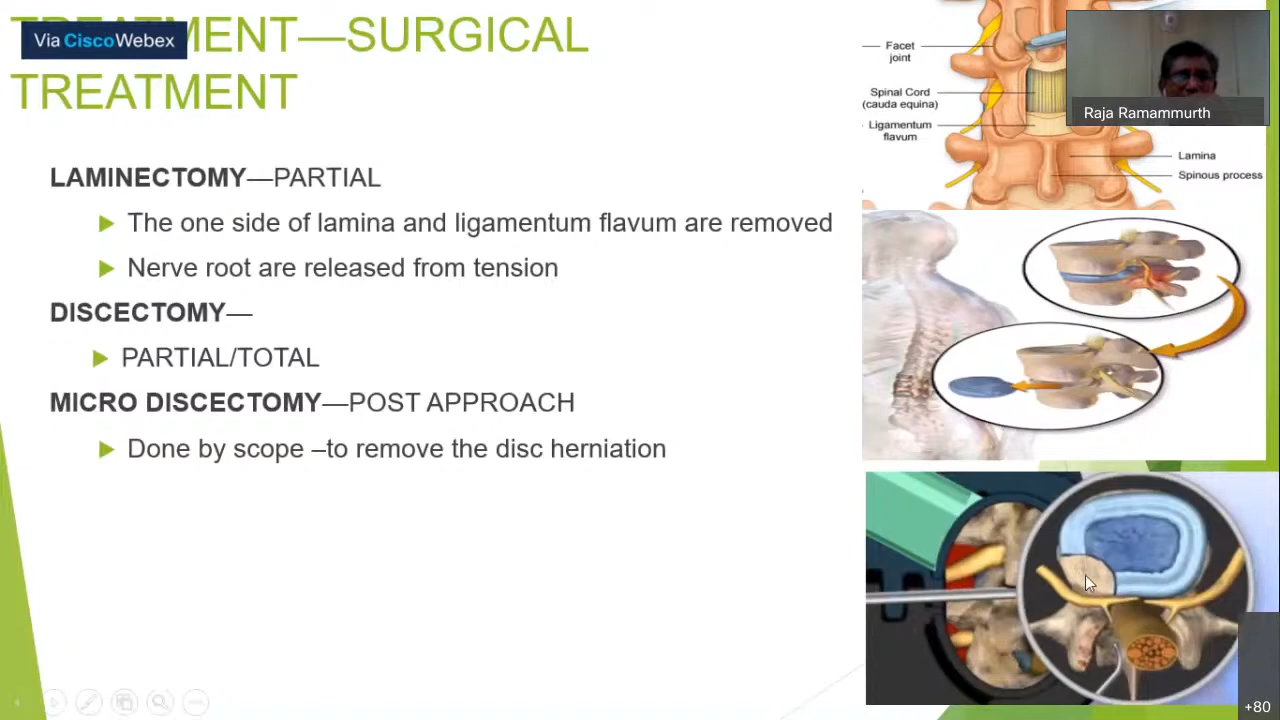 TREATMENT—SURGICAL
TREATMENT
Via CiscoWebex
LAMINECTOMY—PARTIAL
The one side of lamina and ligamentum flavum are removed
Nerve root are released from tension
DISCECTOMY—
PARTIAL/TOTAL
MICRO DISCECTOMY—POST APPROACH
Done by scope –to remove the disc herniation
Facet
joint
Spinal Cord
(cauda equina)
Ligamentum
flavum
Lamina
Spinous process
Raja Ramammurth
+80